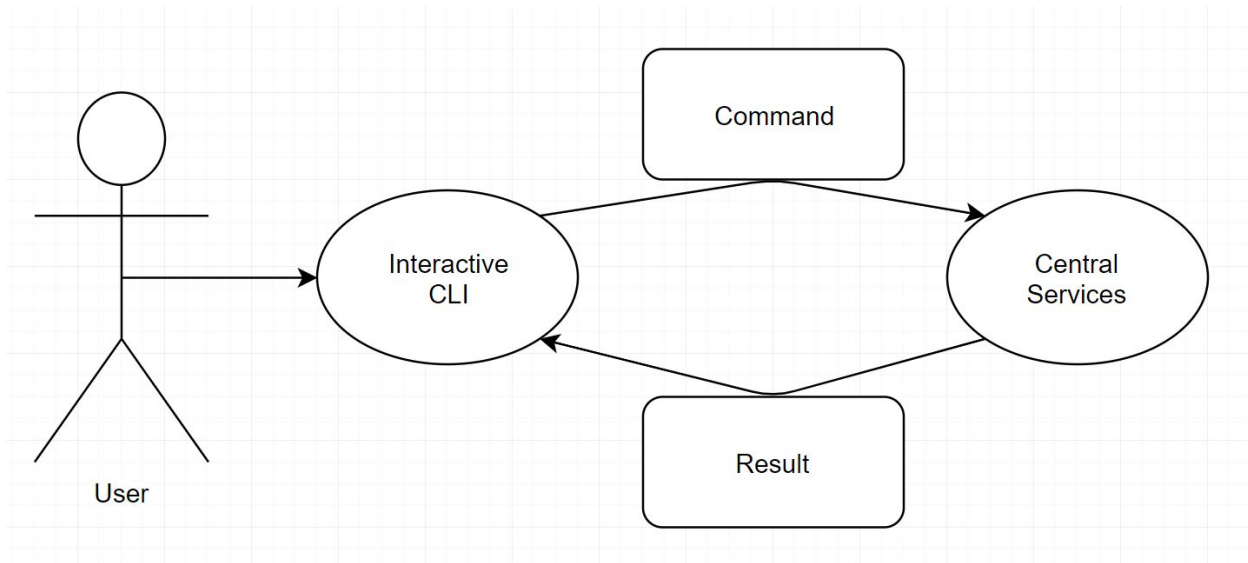 Command
Interactive
CLI
Central
Services
Result
User